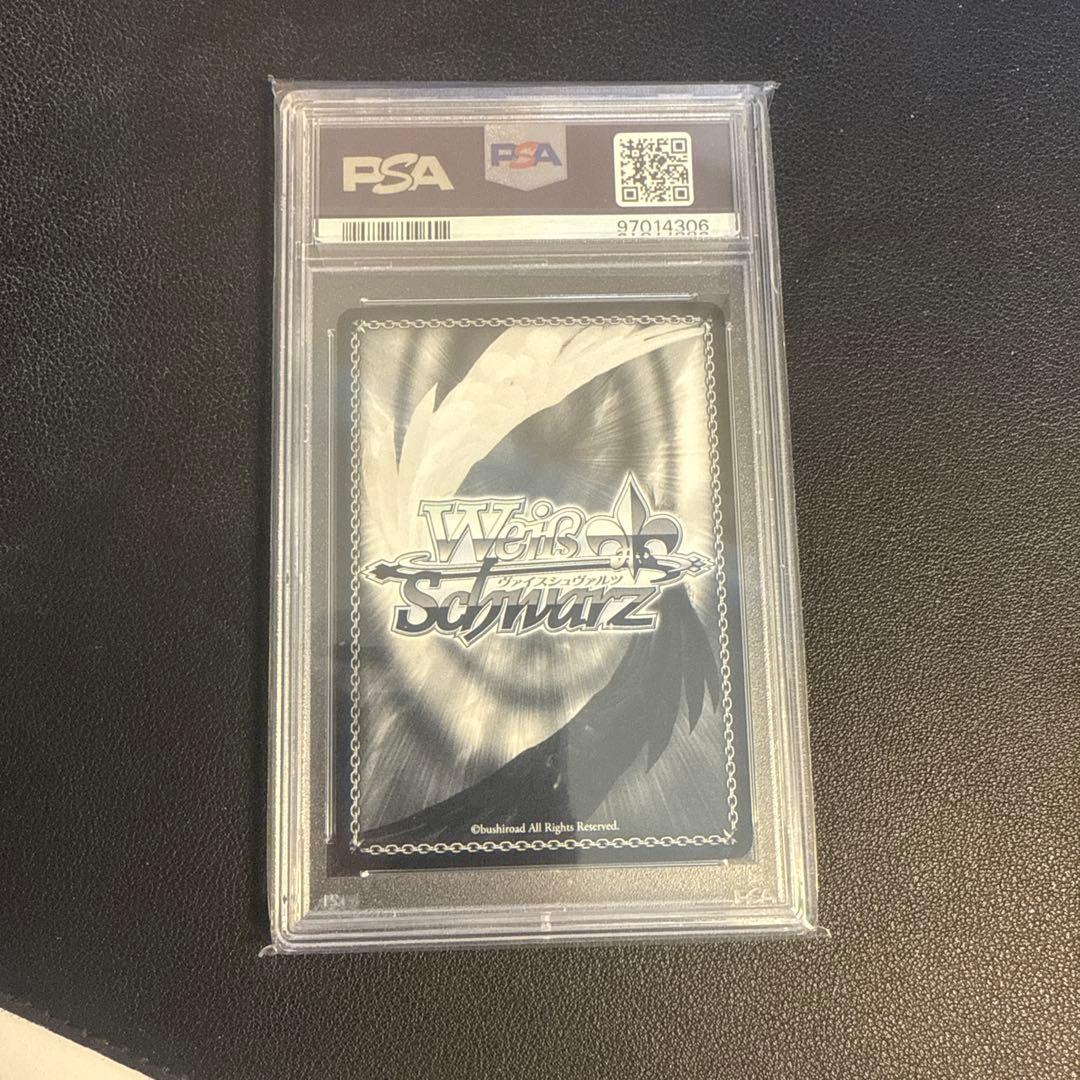 PSA
PSA
97014306
Weiß
ヴァイスシュヴァルツ
Schwarz
©bushiroad All Rights Reserved.
PSA